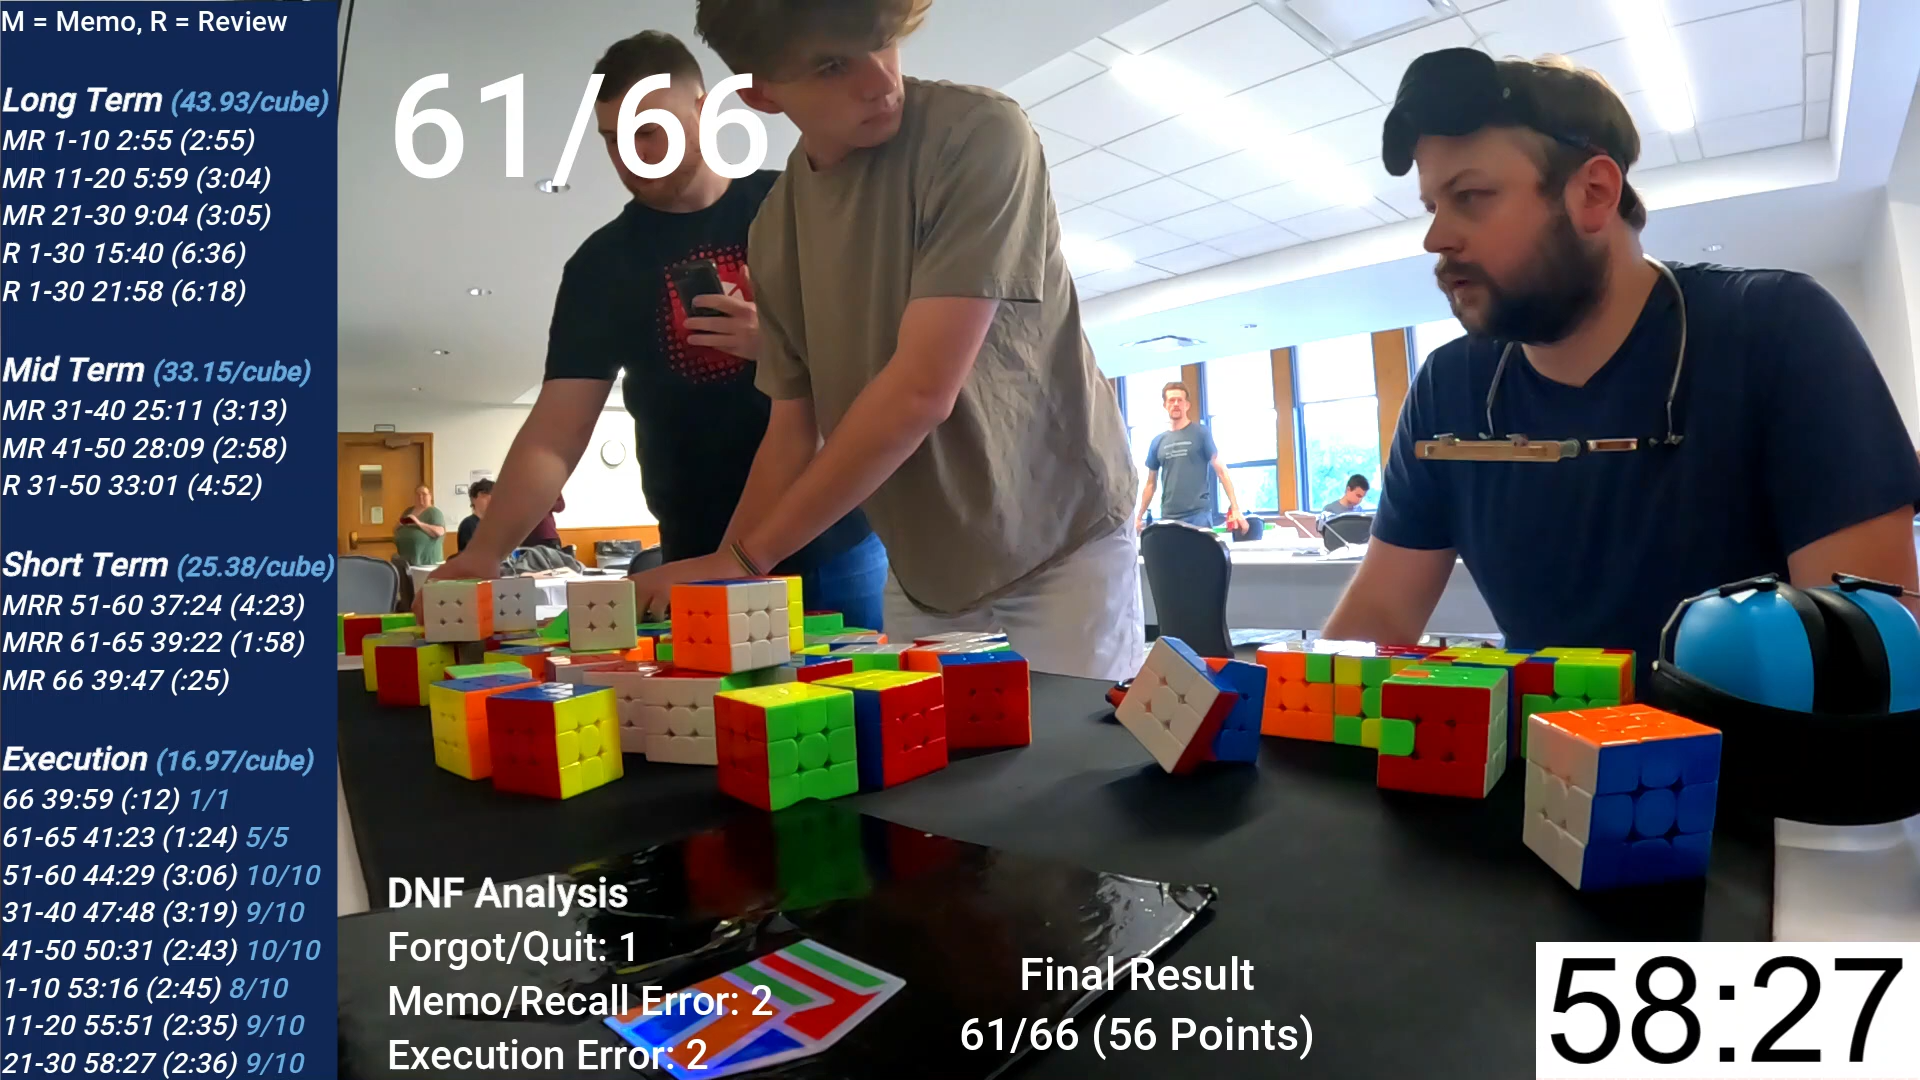 M = Memo, R = Review
Long Term (43.93/cube)
MR 1-10 2:55 (2:55)
MR 11-20 5:59 (3:04)
MR 21-30 9:04 (3:05)
R 1-30 15:40 (6:36)
R 1-30 21:58 (6:18)
Mid Term (33.15/cube)
MR 31-40 25:11 (3:13)
MR 41-50 28:09 (2:58)
R 31-50 33:01 (4:52)
Short Term (25.38/cube)
MRR 51-60 37:24 (4:23)
MRR 61-65 39:22 (1:58)
MR 66 39:47 (:25)
Execution (16.97/cube)
66 39:59 (:12) 1/1
61-65 41:23 (1:24) 5/5
51-60 44:29 (3:06) 10/10
31-40 47:48 (3:19) 9/10
41-50 50:31 (2:43) 10/10
1-10 53:16 (2:45) 8/10
11-20 55:51 (2:35) 9/10
21-30 58:27 (2:36) 9/10
61/66
DNF Analysis
Forgot/Quit: 1
Memo/Recall Error: 2
Execution Error: 2
Final Result
61/66 (56 Points)
58:27